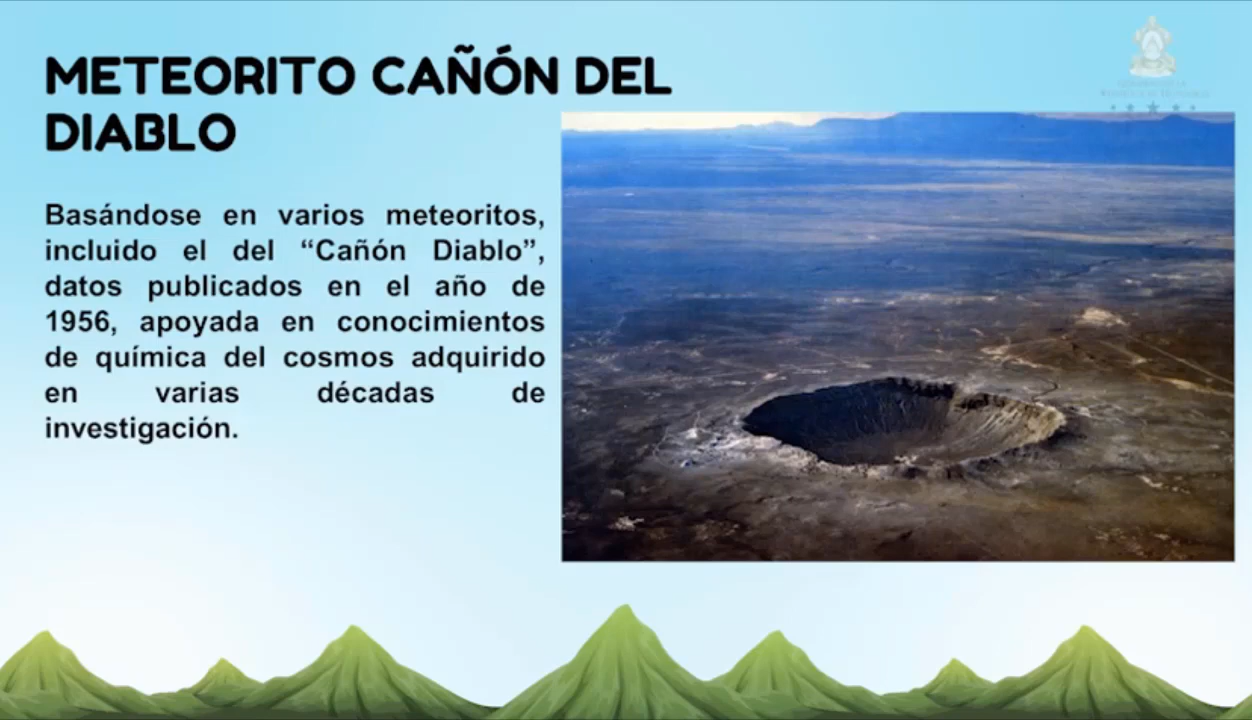 METEORITO CAÑÓN DEL
DIABLO
Basándose en varios meteoritos,
incluido el del “Cañón Diablo”,
datos publicados en el año de
1956, apoyada en conocimientos
de química del cosmos adquirido
en varias décadas de
investigación.